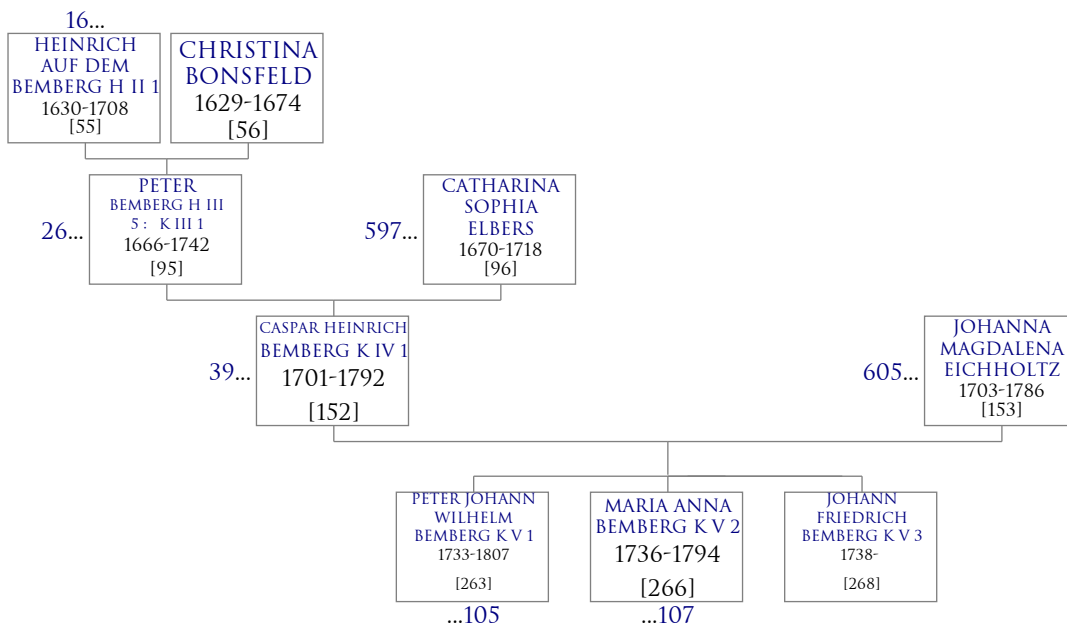 16...
HEINRICH
AUF DEM
BEMBERG H II 1
1630-1708
[55]
CHRISTINA
BONSFELD
1629-1674
[56]
26...
PETER
BEMBERG H III
5 : K III 1
1666-1742
[95]
597...
CATHARINA
SOPHIA
ELBERS
1670-1718
[96]
39...
CASPAR HEINRICH
BEMBERG K IV 1
1701-1792
[152]
605...
JOHANNA
MAGDALENA
EICHHOLTZ
1703-1786
[153]
PETER JOHANN
WILHELM
BEMBERG K V 1
1733-1807
[263]
...105
MARIA ANNA
BEMBERG K V 2
1736-1794
[266]
...107
JOHANN
FRIEDRICH
BEMBERG K V 3
1738-
[268]